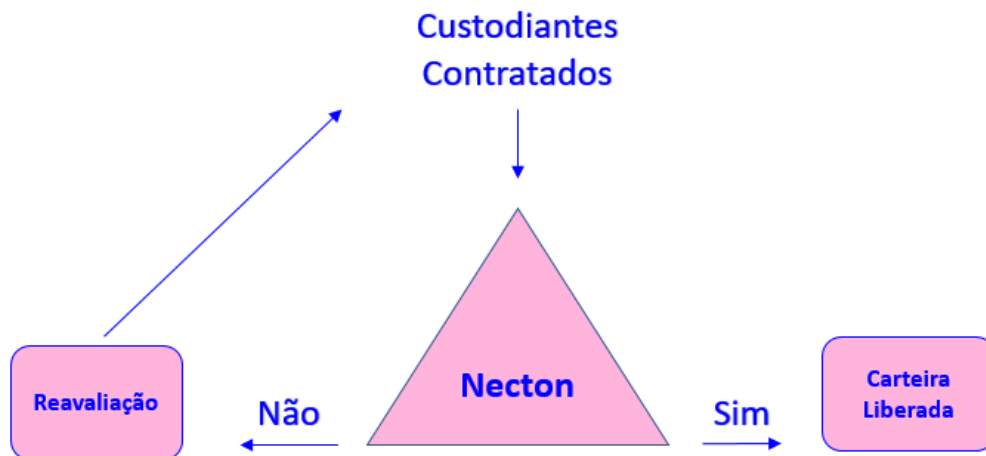 Custodiantes
Contratados
Necton
Reavaliação
Não
Sim
Carteira
Liberada